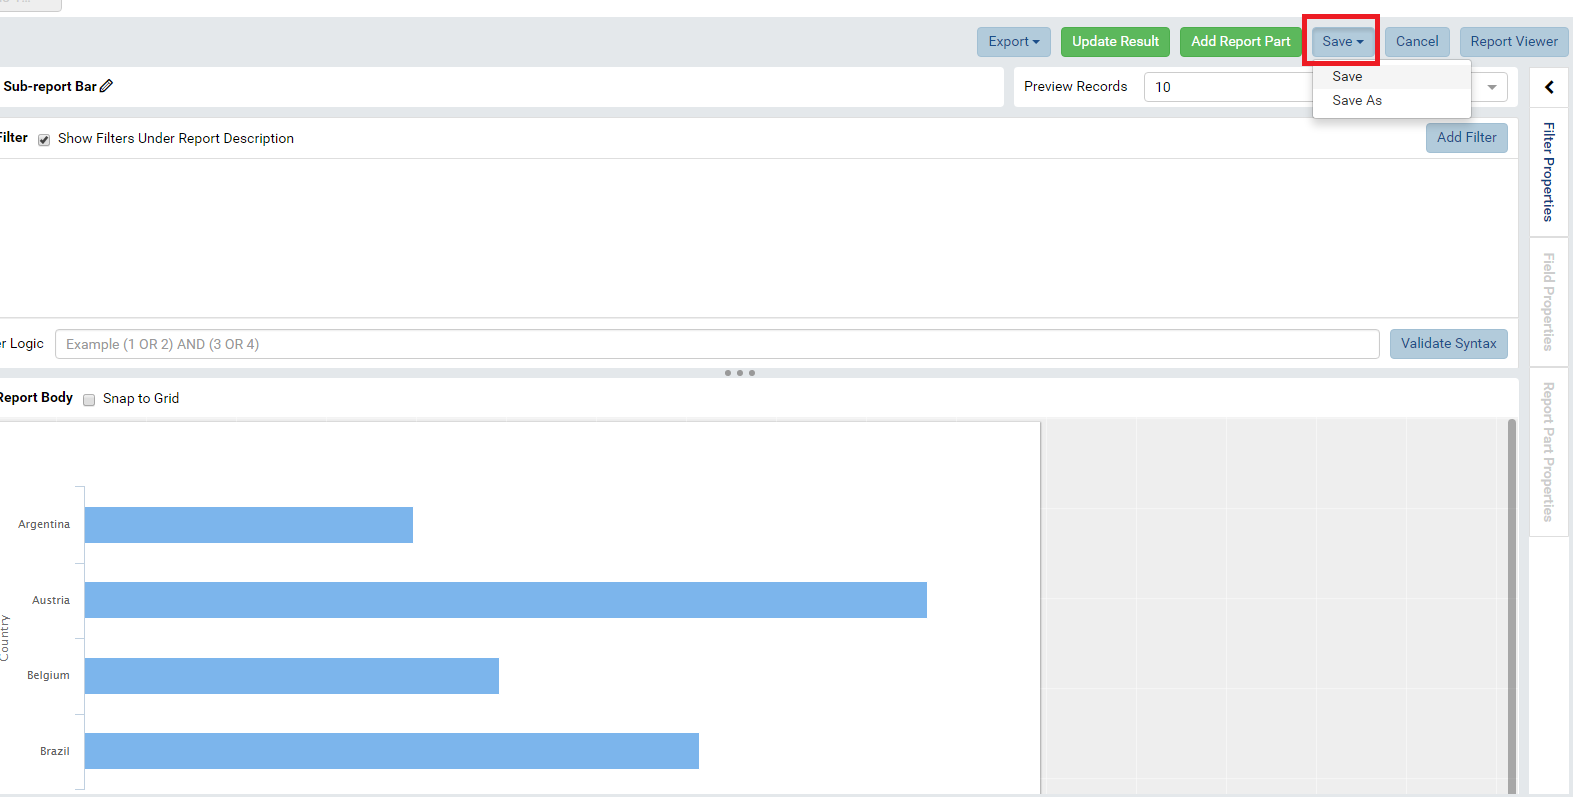 Export
Update Result
Add Report Part
Save
Cancel
Report Viewer
Save
Save As
Sub-report Bar
Preview Records
10
Filter Properties
Field Properties
Report Part Properties
Filter
Show Filters Under Report Description
Add Filter
Logic
Example (1 OR 2) AND (3 OR 4)
Validate Syntax
Report Body
Snap to Grid
Country
Argentina
Austria
Belgium
Brazil